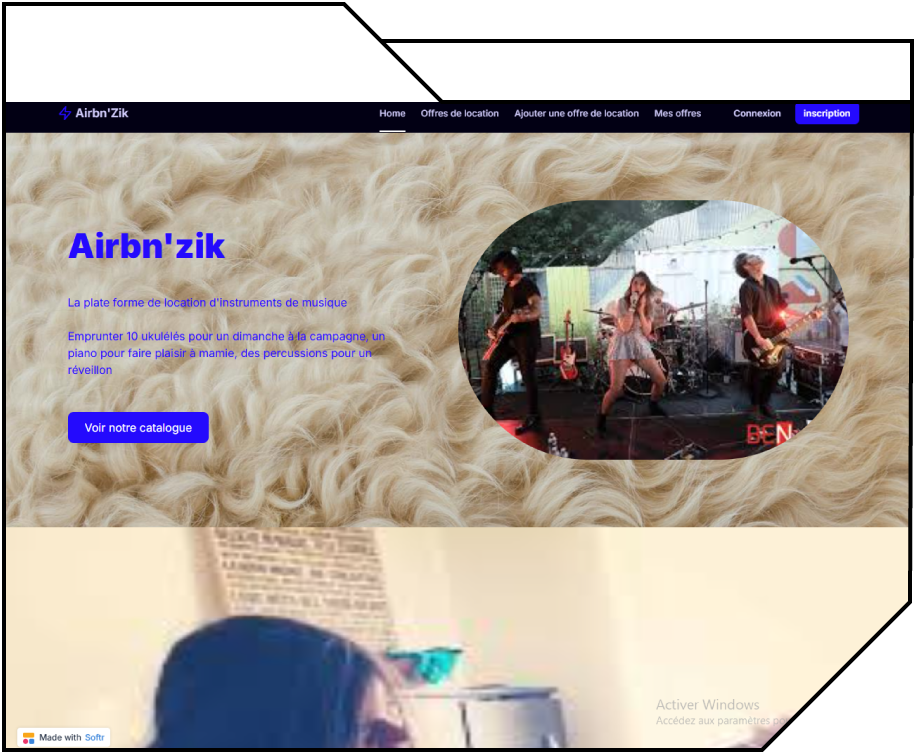 Airbn'Zik
Home Offres de location Ajouter une offre de location Mes offres Connexion inscription
Airbn'zik
La plate forme de location d'instruments de musique
Emprunter 10 ukulélés pour un dimanche à la campagne, un
piano pour faire plaisir à mamie, des percussions pour un
réveillon
Voir notre catalogue
BEN
Activer Windows
Accédez aux paramètres
Made with Softr